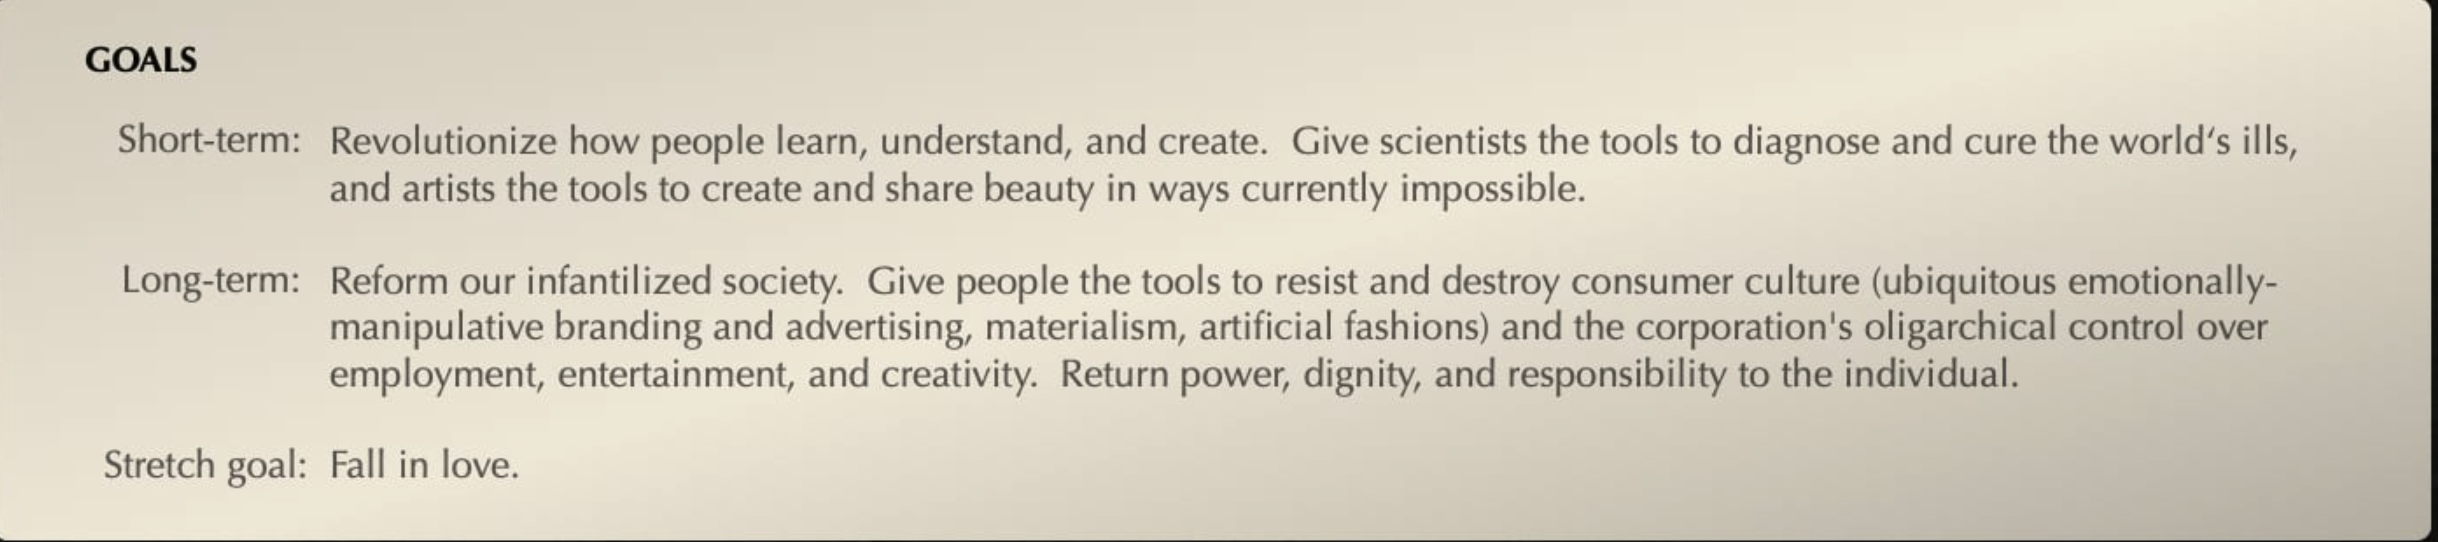 GOALS
Short-term: Revolutionize how people learn, understand, and create.  Give scientists the tools to diagnose and cure the world‘s ills,
and artists the tools to create and share beauty in ways currently impossible.
Long-term: Reform our infantilized society.  Give people the tools to resist and destroy consumer culture (ubiquitous emotionally-
manipulative branding and advertising, materialism, artificial fashions) and the corporation's oligarchical control over
employment, entertainment, and creativity.  Return power, dignity, and responsibility to the individual.
Stretch goal: Fall in love.